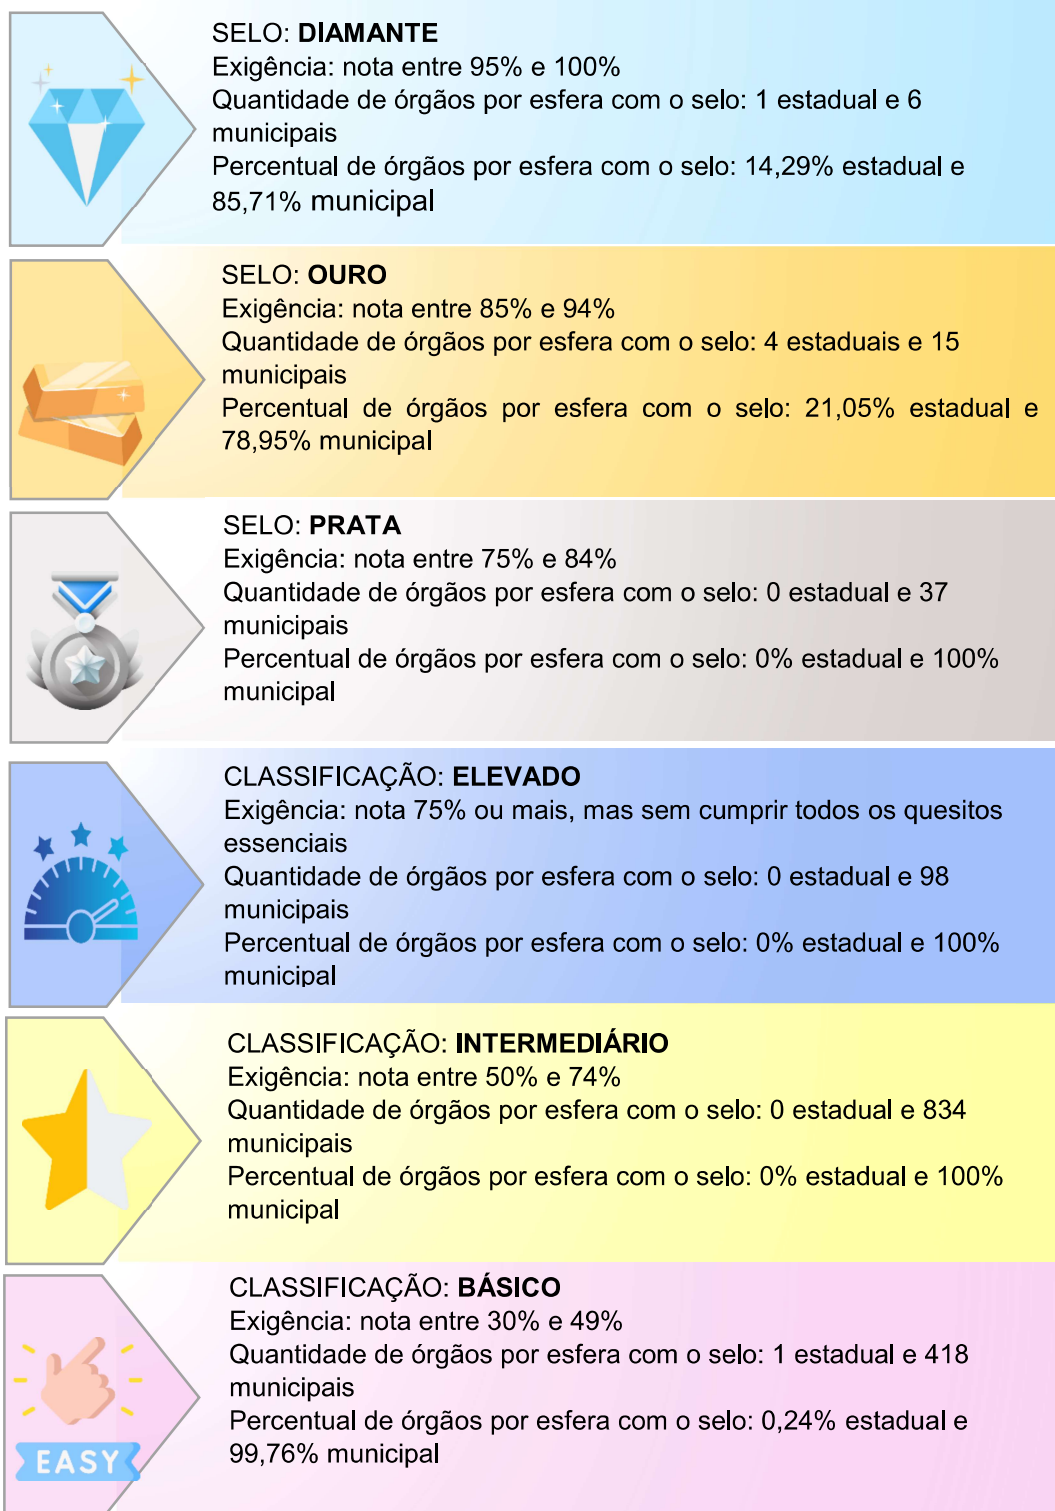 SELO: DIAMANTE
Exigência: nota entre 95% e 100%
Quantidade de órgãos por esfera com o selo: 1 estadual e 6
municipais
Percentual de órgãos por esfera com o selo: 14,29% estadual e
85,71% municipal
SELO: OURO
Exigência: nota entre 85% e 94%
Quantidade de órgãos por esfera com o selo: 4 estaduais e 15
municipais
Percentual de órgãos por esfera com o selo: 21,05% estadual e
78,95% municipal
SELO: PRATA
Exigência: nota entre 75% e 84%
Quantidade de órgãos por esfera com o selo: 0 estadual e 37
municipais
Percentual de órgãos por esfera com o selo: 0% estadual e 100%
municipal
CLASSIFICAÇÃO: ELEVADO
Exigência: nota 75% ou mais, mas sem cumprir todos os quesitos
essenciais
Quantidade de órgãos por esfera com o selo: 0 estadual e 98
municipais
Percentual de órgãos por esfera com o selo: 0% estadual e 100%
municipal
CLASSIFICAÇÃO: INTERMEDIÁRIO
Exigência: nota entre 50% e 74%
Quantidade de órgãos por esfera com o selo: 0 estadual e 834
municipais
Percentual de órgãos por esfera com o selo: 0% estadual e 100%
municipal
CLASSIFICAÇÃO: BÁSICO
Exigência: nota entre 30% e 49%
Quantidade de órgãos por esfera com o selo: 1 estadual e 418
municipais
Percentual de órgãos por esfera com o selo: 0,24% estadual e
99,76% municipal
EASY